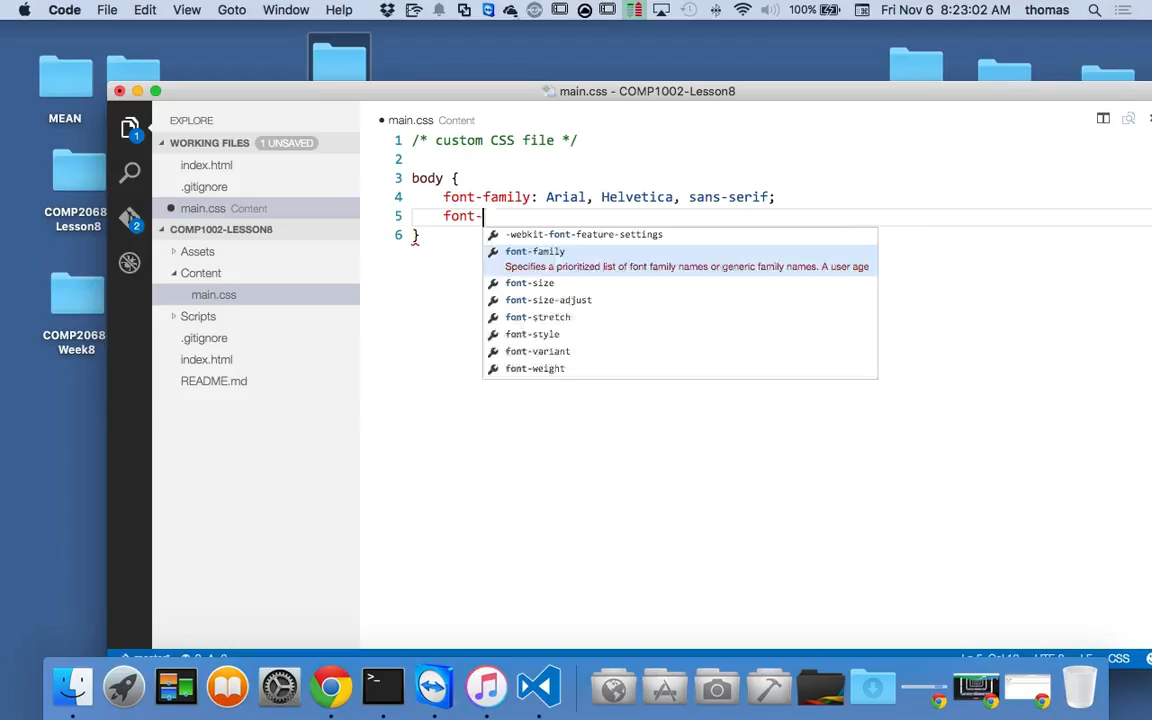 Code File Edit View Goto Window Help 100% Fri Nov 6 8:23:02 AM thomas
MEAN
COMP2068
Lesson8
COMP2068
Week8
main.css - COMP1002-Lesson8
EXPLORE
WORKING FILES 1 UNSAVED
index.html
.gitignore
main.css Content
COMP1002-LESSON8
Assets
Content
main.css
Scripts
.gitignore
index.html
README.md
1
2
main.css Content
1 /* custom CSS file */
2
3 body {
4 font-family: Arial, Helvetica, sans-serif;
5 font-
6 }
-webkit-font-feature-settings
font-family
Specifies a prioritized list of font family names or generic family names. A user age
font-size
font-size-adjust
font-stretch
font-style
font-variant
font-weight
CSS